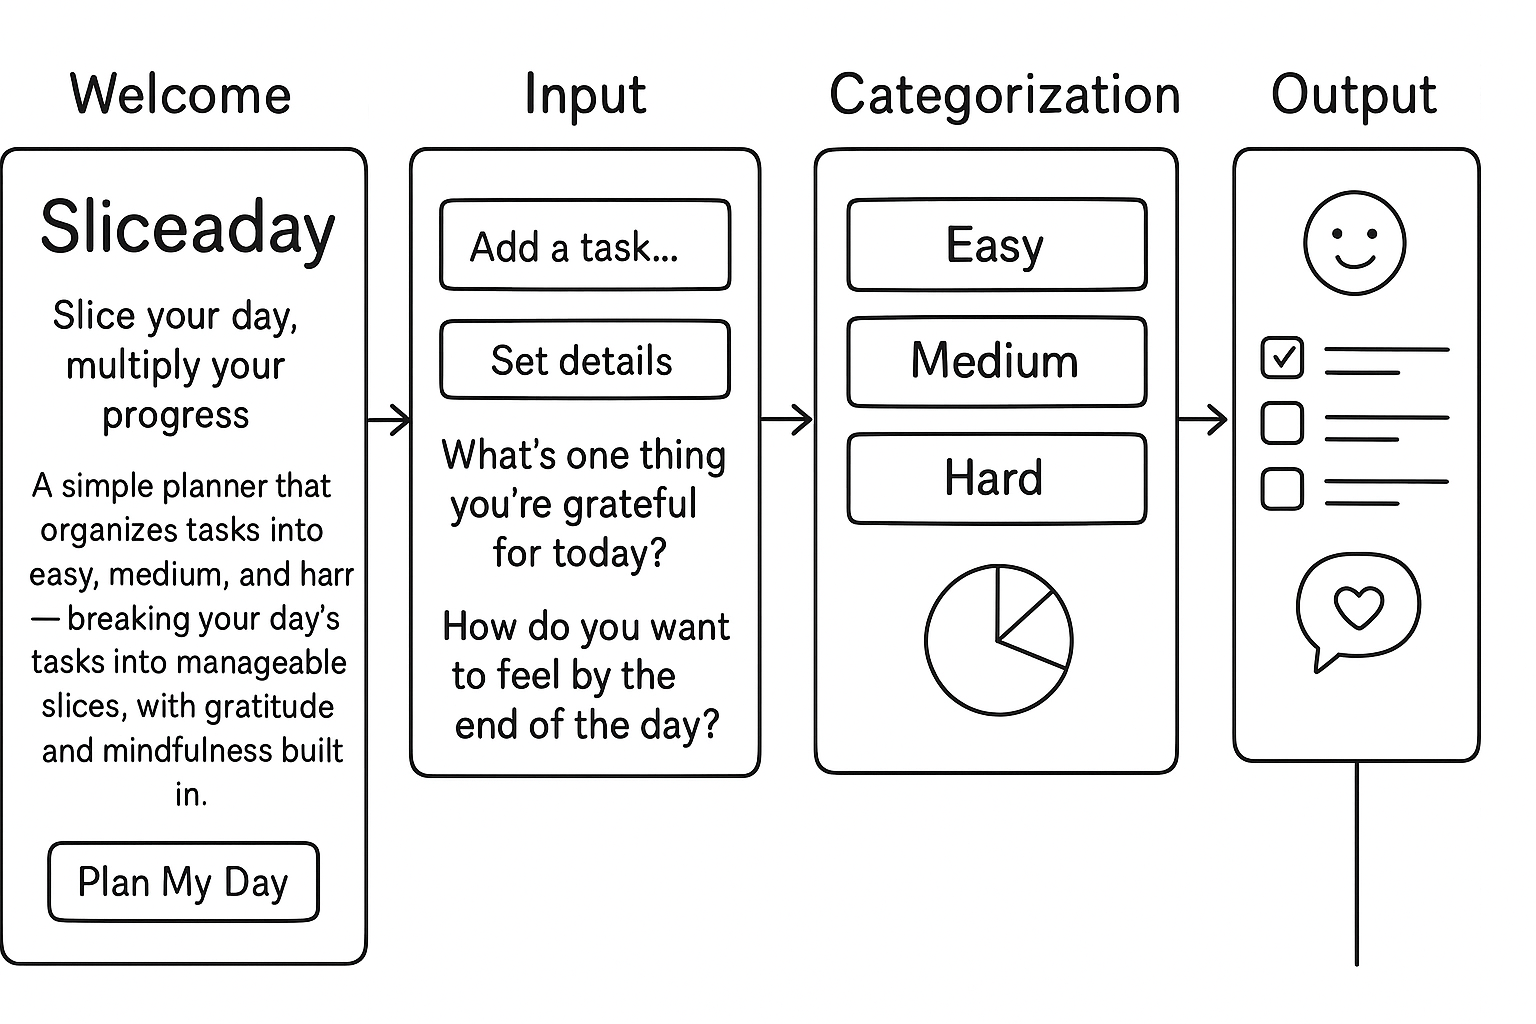 Welcome
Sliceaday
Slice your day,
multiply your
progress
A simple planner that
organizes tasks into
easy, medium, and harr
— breaking your day's
tasks into manageable
slices, with gratitude
and mindfulness built
in.
Plan My Day
Input
Add a task...
Set details
What's one thing
you're grateful
for today?
How do you want
to feel by the
end of the day?
Categorization
Easy
Medium
Hard
Output